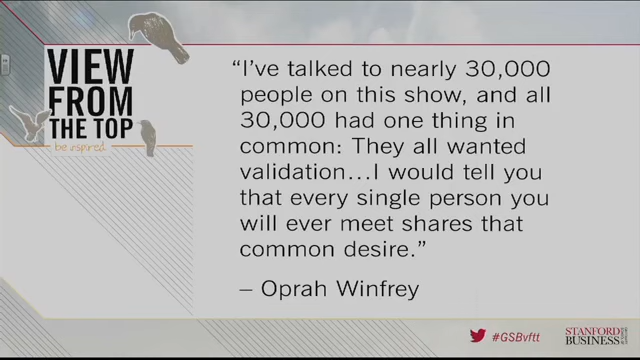 VIEW
FROM
THE TOP
be inspired
“I’ve talked to nearly 30,000
people on this show, and all
30,000 had one thing in
common: They all wanted
validation…I would tell you
that every single person you
will ever meet shares that
common desire.”
– Oprah Winfrey
#GSBvftt
STANFORD
BUSINESS